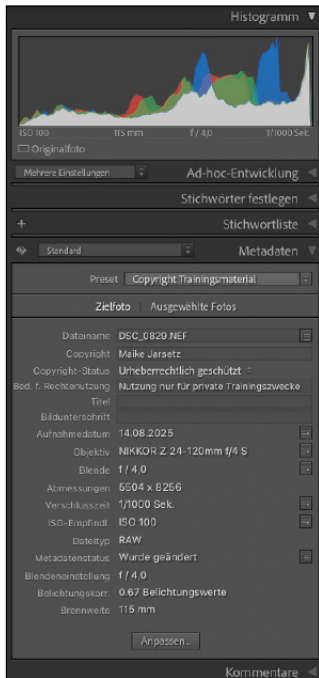 Histogramm
ISO 100 115 mm f / 4,0 1/1000 Sek.
Originalfoto
Mehrere Einstellungen Ad-hoc-Entwicklung
Stichwörter festlegen
+ Stichwortliste
Standard Metadaten
Preset Copyright Trainingsmaterial
Zielfoto Ausgewählte Fotos
Dateiname DSC_0829.NEF
Copyright Maike Jarsetz
Copyright-Status Urheberrechtlich geschützt
Bed. f. Rechtenutzung Nutzung nur für private Trainingszwecke
Titel
Bildunterschrift
Aufnahmedatum 14.08.2025
Objektiv NIKKOR Z 24-120mm f/4 S
Blende f / 4,0
Abmessungen 5504 x 8256
Verschlusszeit 1/1000 Sek.
ISO-Empfindl. ISO 100
Dateityp RAW
Metadatenstatus Wurde geändert
Blendeneinstellung f / 4,0
Belichtungskorr. 0.67 Belichtungswerte
Brennweite 115 mm
Anpassen...
Kommentare